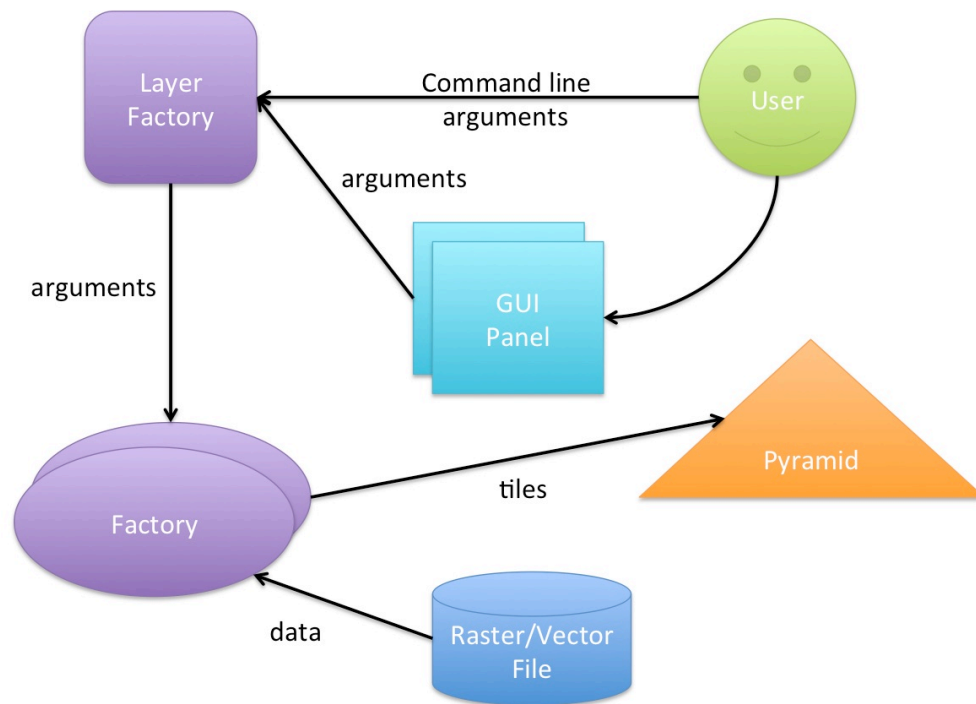 Layer
Factory
Command line
arguments
User
arguments
GUI
Panel
arguments
Pyramid
tiles
Factory
data
Raster/Vector
File